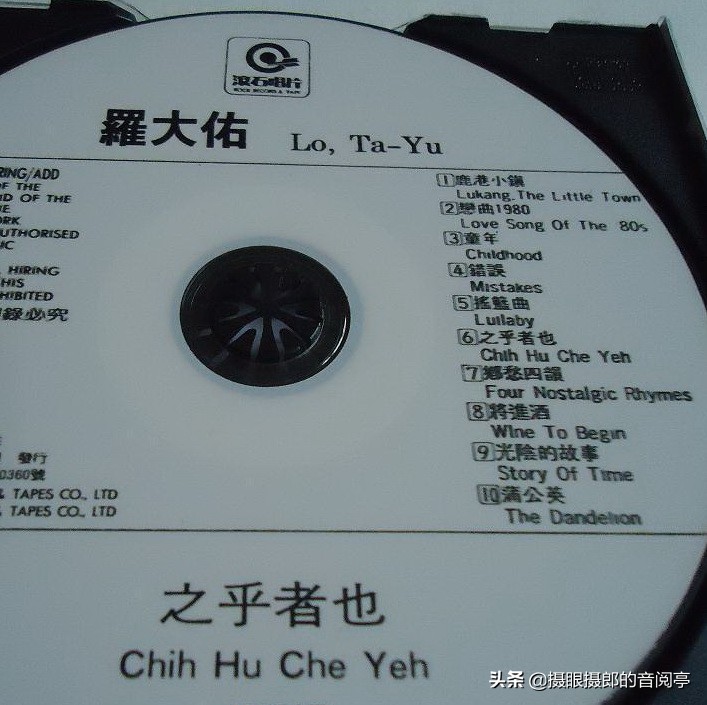 滾石唱片
ROCK RECORD & TAPE
羅大佑 Lo, Ta-Yu
RING/ADD
OF THE
D OF THE
UTHORISED
HIRING
THIS
HIBITED
錄必究
發行
0360號
TAPES CO., LTD
TAPES CO., LTD
1鹿港小鎮
Lukang.The Little Town
2戀曲1980
Love Song Of The 80s
3童年
Childhood
4錯誤
Mistakes
5搖籃曲
Lullaby
6之乎者也
Chih Hu Che Yeh
7鄉愁四韻
Four Nostalgic Rhymes
8將進酒
Wine To Begin
9光陰的故事
Story Of Time
10蒲公英
The Dandelion
之乎者也
Chih Hu Che Yeh
头条 @摄眼摄郎的音阅亭